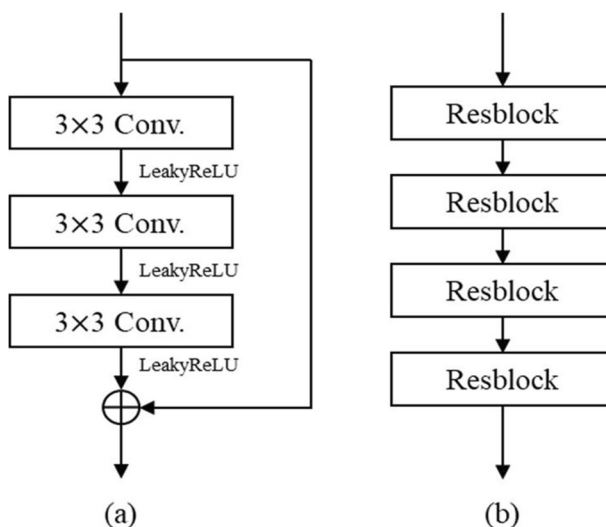 3×3 Conv.
LeakyReLU
3×3 Conv.
LeakyReLU
3×3 Conv.
LeakyReLU
(a)
Resblock
Resblock
Resblock
Resblock
(b)